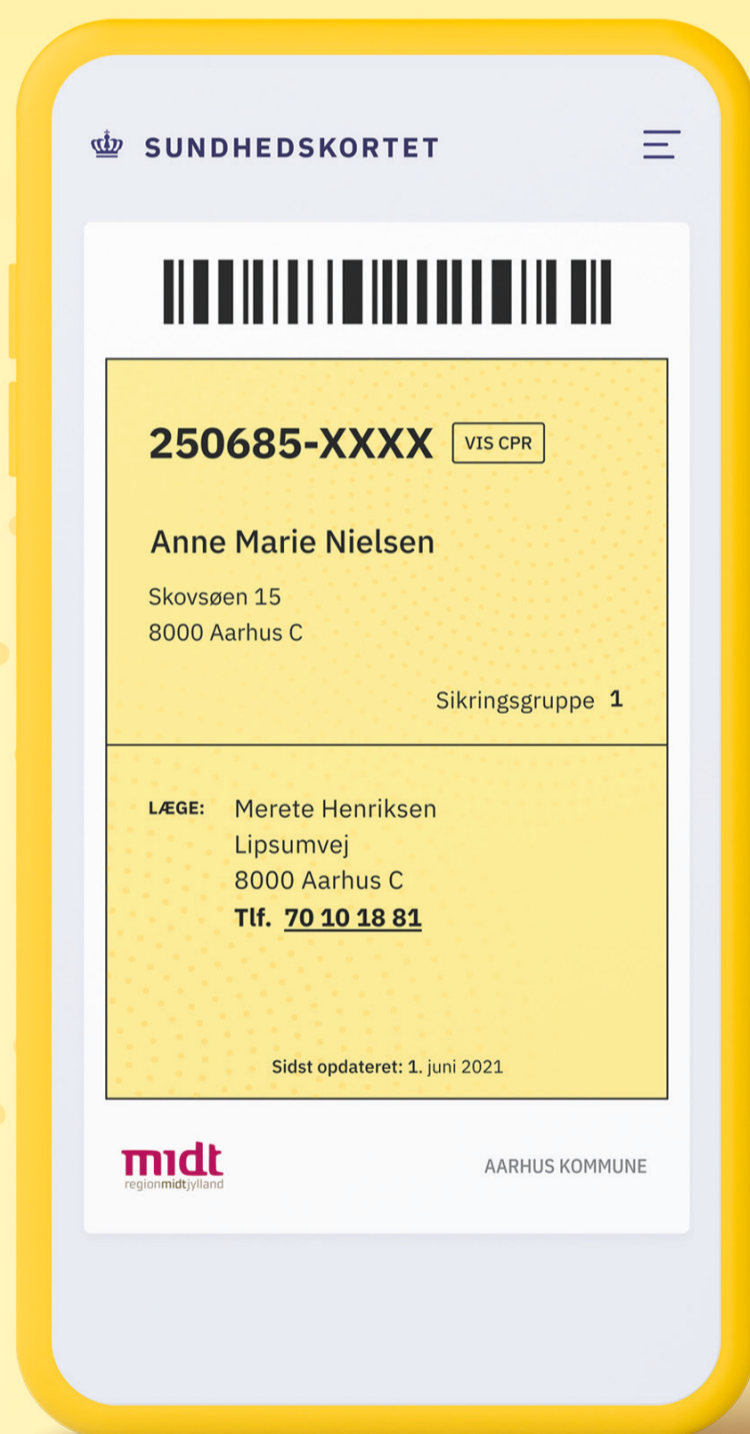 SUNDHEDSKORTET
250685-XXXX VIS CPR
Anne Marie Nielsen
Skovsøen 15
8000 Aarhus C
Sikringsgruppe 1
LÆGE: Merete Henriksen
Lipsumvej
8000 Aarhus C
Tlf. 70 10 18 81
Sidst opdateret: 1. juni 2021
midt
regionmidtjylland
AARHUS KOMMUNE